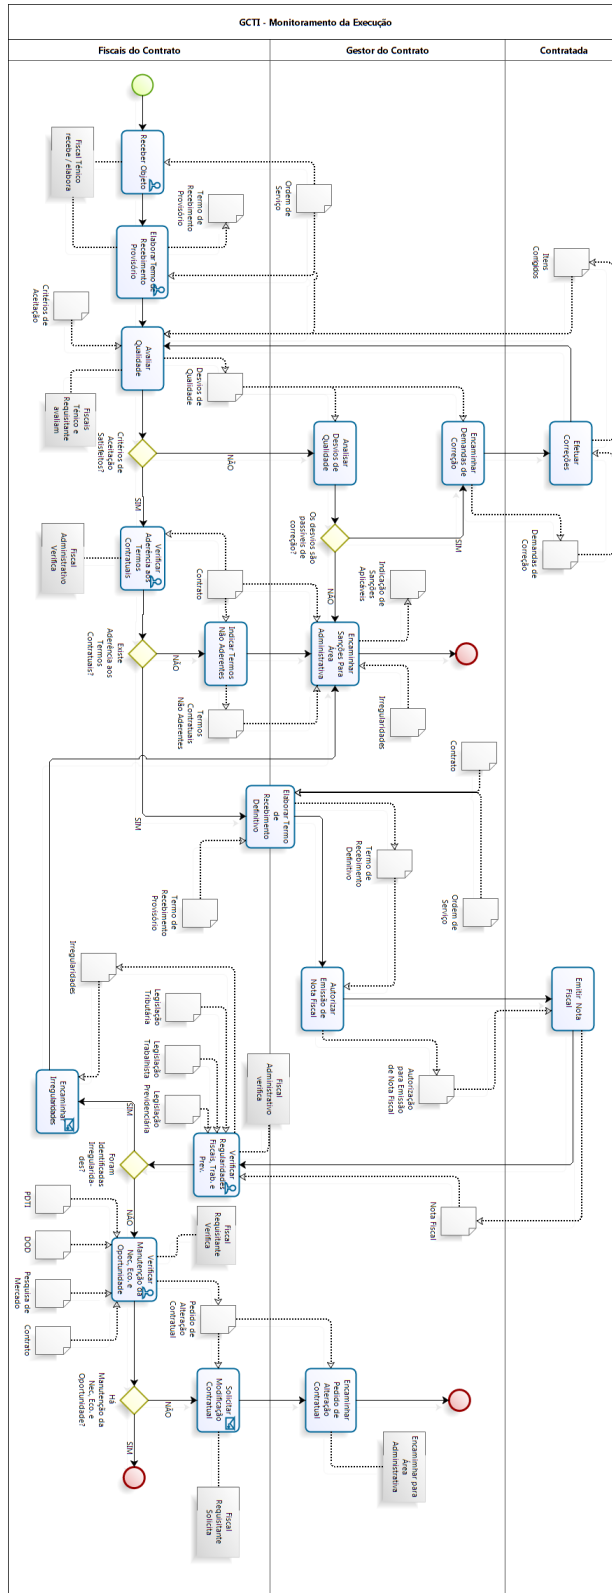 GCTI - Monitoramento da Execução
Fiscais do Contrato
Gestor do Contrato
Contratada
Receber Objeto
Fiscal Ténico
recebe / elabora
Termo de
Recebimento
Provisório
Ordem de
Serviço
Elaborar Termo de
Recebimento
Provisório
Itens
Corrigidos
Critérios de
Aceitação
Avaliar
Qualidade
Desvios de
Qualidade
Fiscais
Ténico e
Requisitante
avaliam
Critérios de
Aceitação
Satisfeitos?
NÃO
Analisar
Desvios de
Qualidade
Encaminhar
Demandas de
Correção
Efetuar
Correções
SIM
Os desvios são
passíveis de
correção?
SIM
NÃO
Demandas de
Correção
Fiscal
Administrativo
Verifica
Verificar
Aderência aos
Termos
Contratuais
Contrato
Indicação de
Sanções
Aplicáveis
Existe
Aderência aos
Termos
Contratuais?
NÃO
Indicar Termos
Não Aderentes
Encaminhar
Sanções Para
Área
Administrativa
Termos
Contratuais
Não Aderentes
Irregularidades
SIM
Contrato
Elaborar Termo
de
Recebimento
Definitivo
Termo de
Recebimento
Definitivo
Termo de
Recebimento
Provisório
Ordem de
Serviço
Irregularidades
Legislação
Tributária
Legislação
Trabalhista
Legislação
Previdenciária
Autorizar
Emissão de
Nota Fiscal
Emitir Nota
Fiscal
Autorização
para Emissão
de Nota Fiscal
Fiscal
Administrativo
verifica
Encaminhar
Irregularidades
SIM
Foram
Identificadas
Irregularida-
des?
Verificar
Regularidades
Fiscais, Trab. e
Prev.
NÃO
Nota Fiscal
PDTI
DOD
Pesquisa de
Mercado
Contrato
Verificar
Manutenção da
Nec, Eco. e
Oportunidade
Fiscal
Requisitante
Verifica
Pedido de
Alteração
Contratual
Há
Manutenção da
Nec, Eco. e
Oportunidade?
NÃO
SIM
Solicitar
Modificação
Contratual
Encaminhar
Pedido de
Alteração
Contratual
Encamimhar para
Área
Administrativa
Fiscal
Requisitante
Solicita